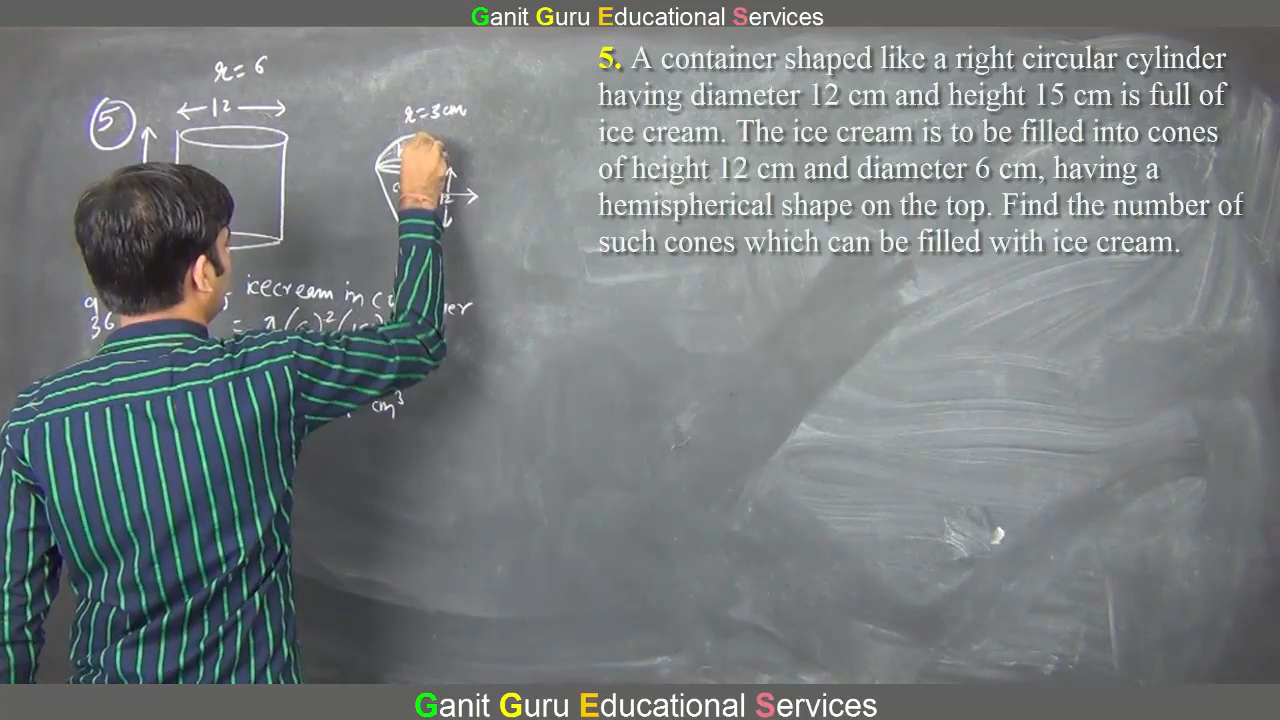 Ganit Guru Educational Services
5. A container shaped like a right circular cylinder
having diameter 12 cm and height 15 cm is full of
ice cream. The ice cream is to be filled into cones
of height 12 cm and diameter 6 cm, having a
hemispherical shape on the top. Find the number of
such cones which can be filled with ice cream.
r = 6
12
5
r = 3 cm
12
icecream in
36
cm³
Ganit Guru Educational Services